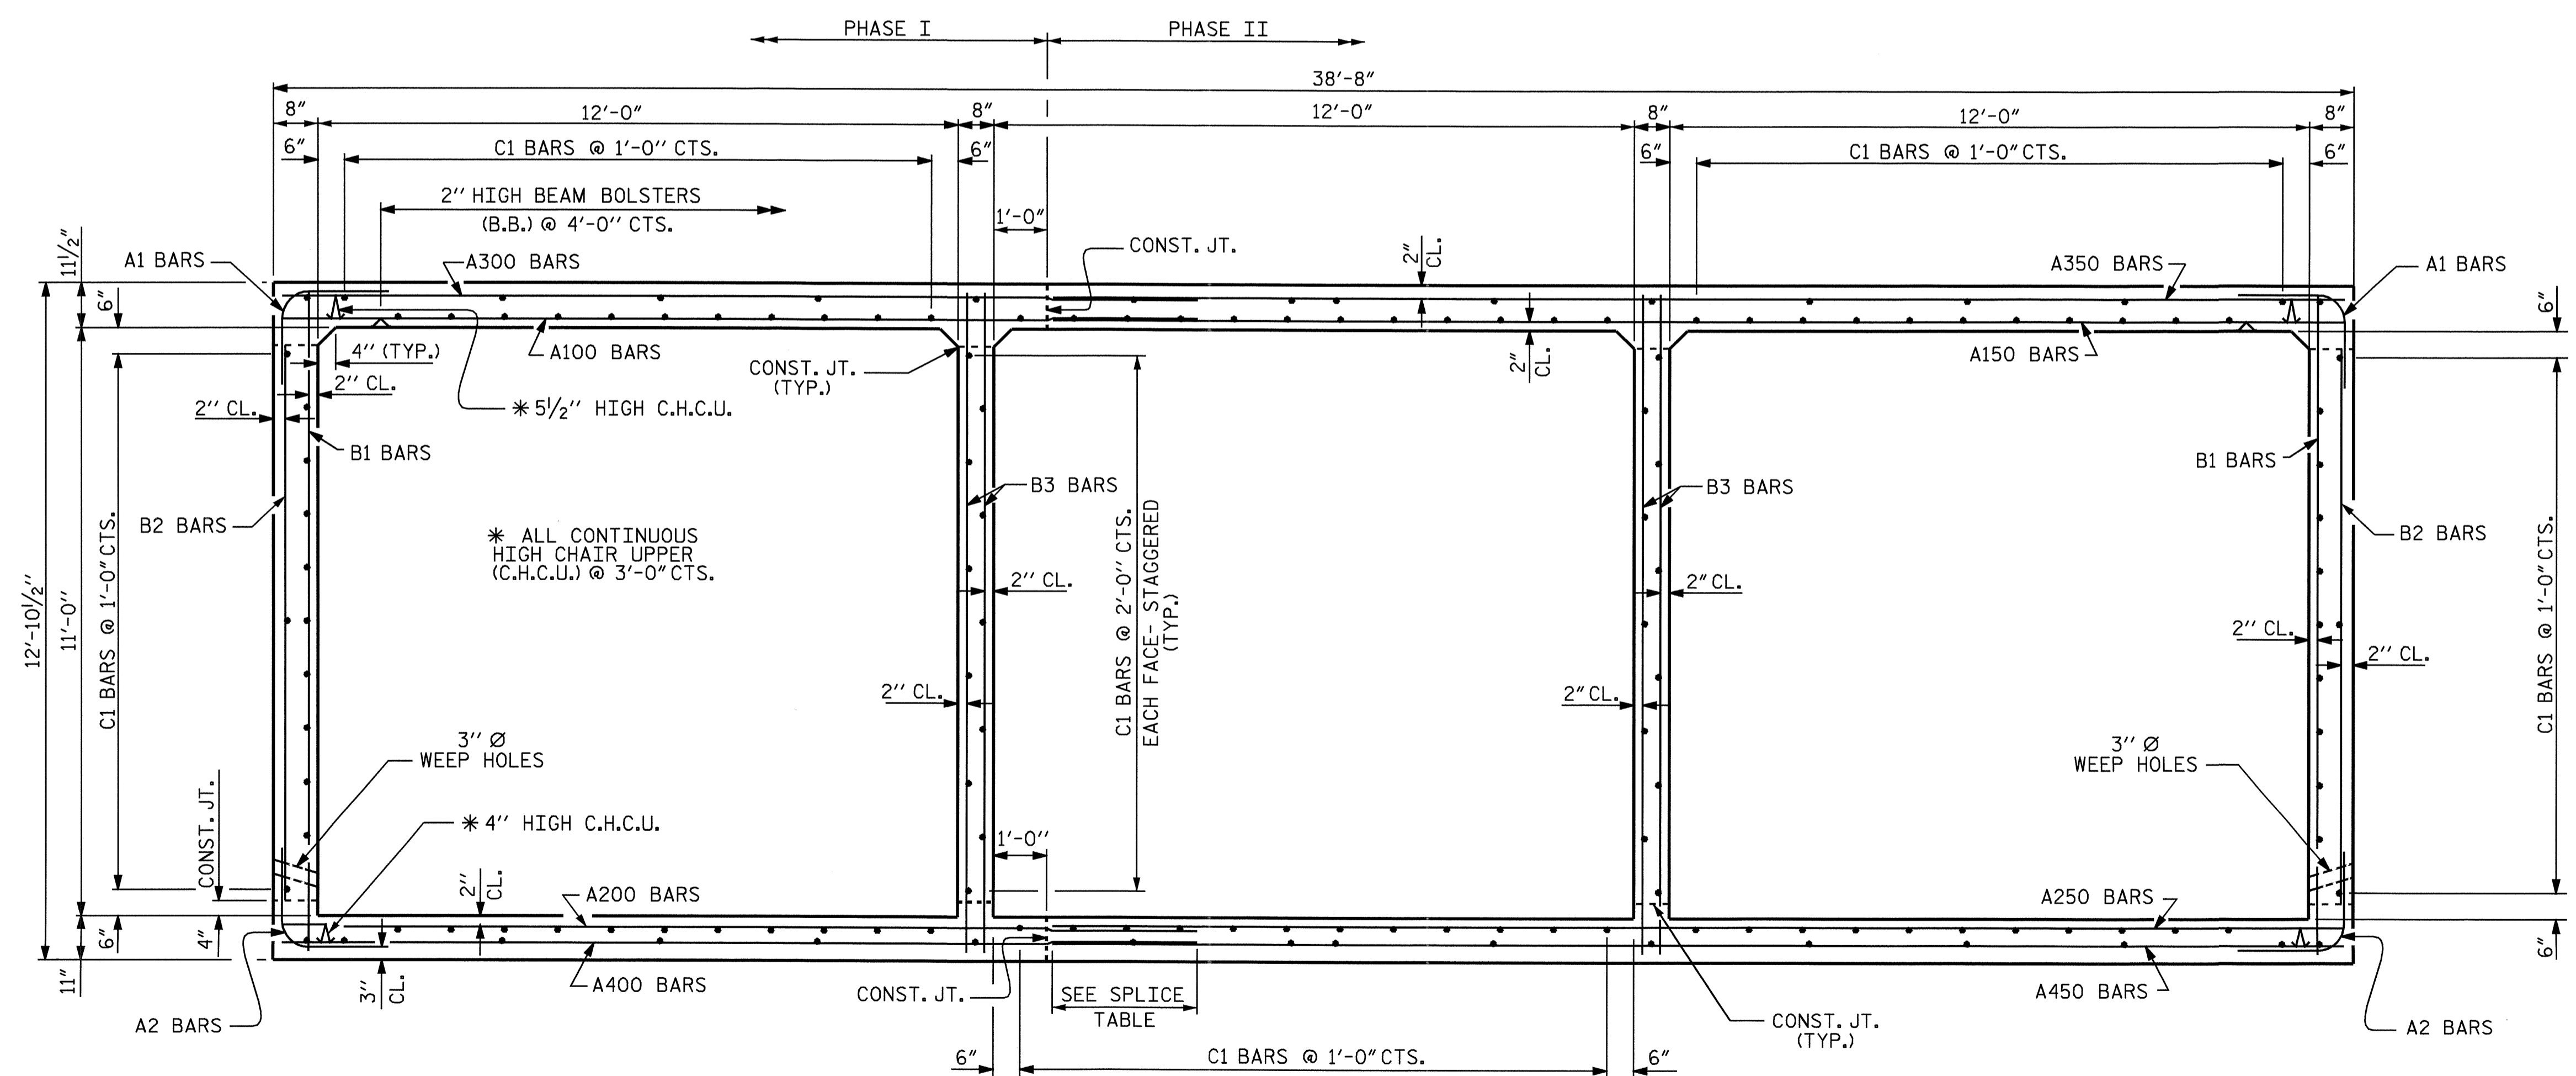 PHASE I
PHASE II
38'-8"
8"
12'-0"
8"
12'-0"
8"
12'-0"
8"
6"
C1 BARS @ 1'-0" CTS.
6"
6"
C1 BARS @ 1'-0" CTS.
6"
2" HIGH BEAM BOLSTERS
(B.B.) @ 4'-0" CTS.
1'-0"
11½"
A1 BARS
A300 BARS
CONST. JT.
2"
CL.
A350 BARS
A1 BARS
6"
6"
4" (TYP.)
A100 BARS
CONST. JT.
(TYP.)
2"
CL.
A150 BARS
2" CL.
2" CL.
* 5½" HIGH C.H.C.U.
B1 BARS
B1 BARS
B3 BARS
B3 BARS
B2 BARS
B2 BARS
* ALL CONTINUOUS
HIGH CHAIR UPPER
(C.H.C.U.) @ 3'-0" CTS.
12'-10½"
11'-0"
C1 BARS @ 1'-0" CTS.
2" CL.
C1 BARS @ 2'-0" CTS.
EACH FACE- STAGGERED
(TYP.)
2" CL.
2" CL.
2" CL.
C1 BARS @ 1'-0" CTS.
2" CL.
2" CL.
3" Ø
WEEP HOLES
3" Ø
WEEP HOLES
CONST. JT.
* 4" HIGH C.H.C.U.
1'-0"
2"
CL.
A200 BARS
A250 BARS
6"
4"
6"
11"
3"
CL.
A400 BARS
CONST. JT.
SEE SPLICE
TABLE
A450 BARS
A2 BARS
CONST. JT.
(TYP.)
A2 BARS
6"
C1 BARS @ 1'-0" CTS.
6"